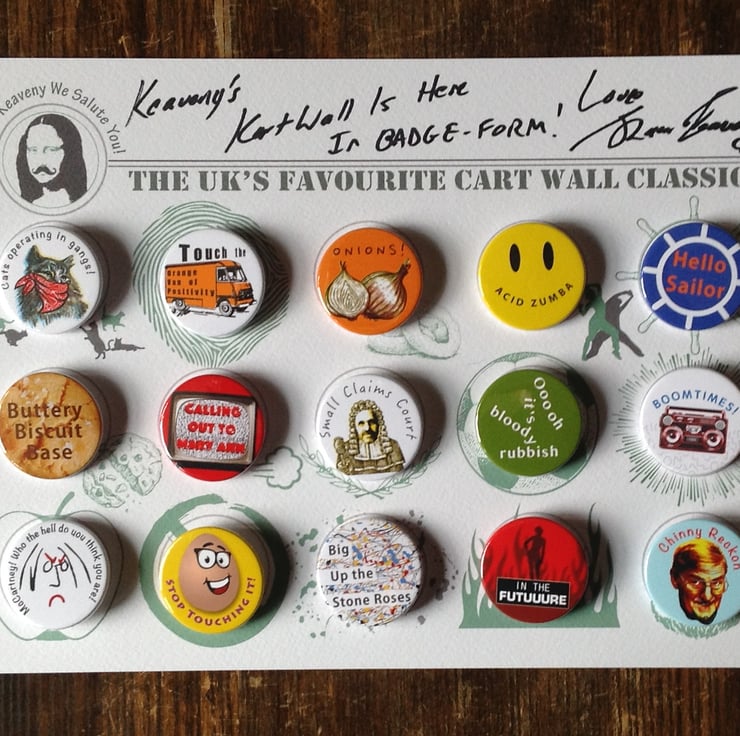 Keaveny We Salute You!
Keaveny's
Kart Wall Is Here
In BADGE-FORM!
Love
THE UK'S FAVOURITE CART WALL CLASSIC
Cats operating in gangs!
Touch the
Orange
Van of
Positivity
ONIONS!
ACID ZUMBA
Hello
Sailor
Buttery
Biscuit
Base
CALLING
OUT TO
MARY-ANN
Small Claims Court
Ooo oh
it's
bloody
rubbish
BOOMTIMES!
McCartney! Who the hell do you think you are!
STOP TOUCHING IT!
Big
Up the
Stone Roses
IN THE
FUTUUURE
Chinny Reckon